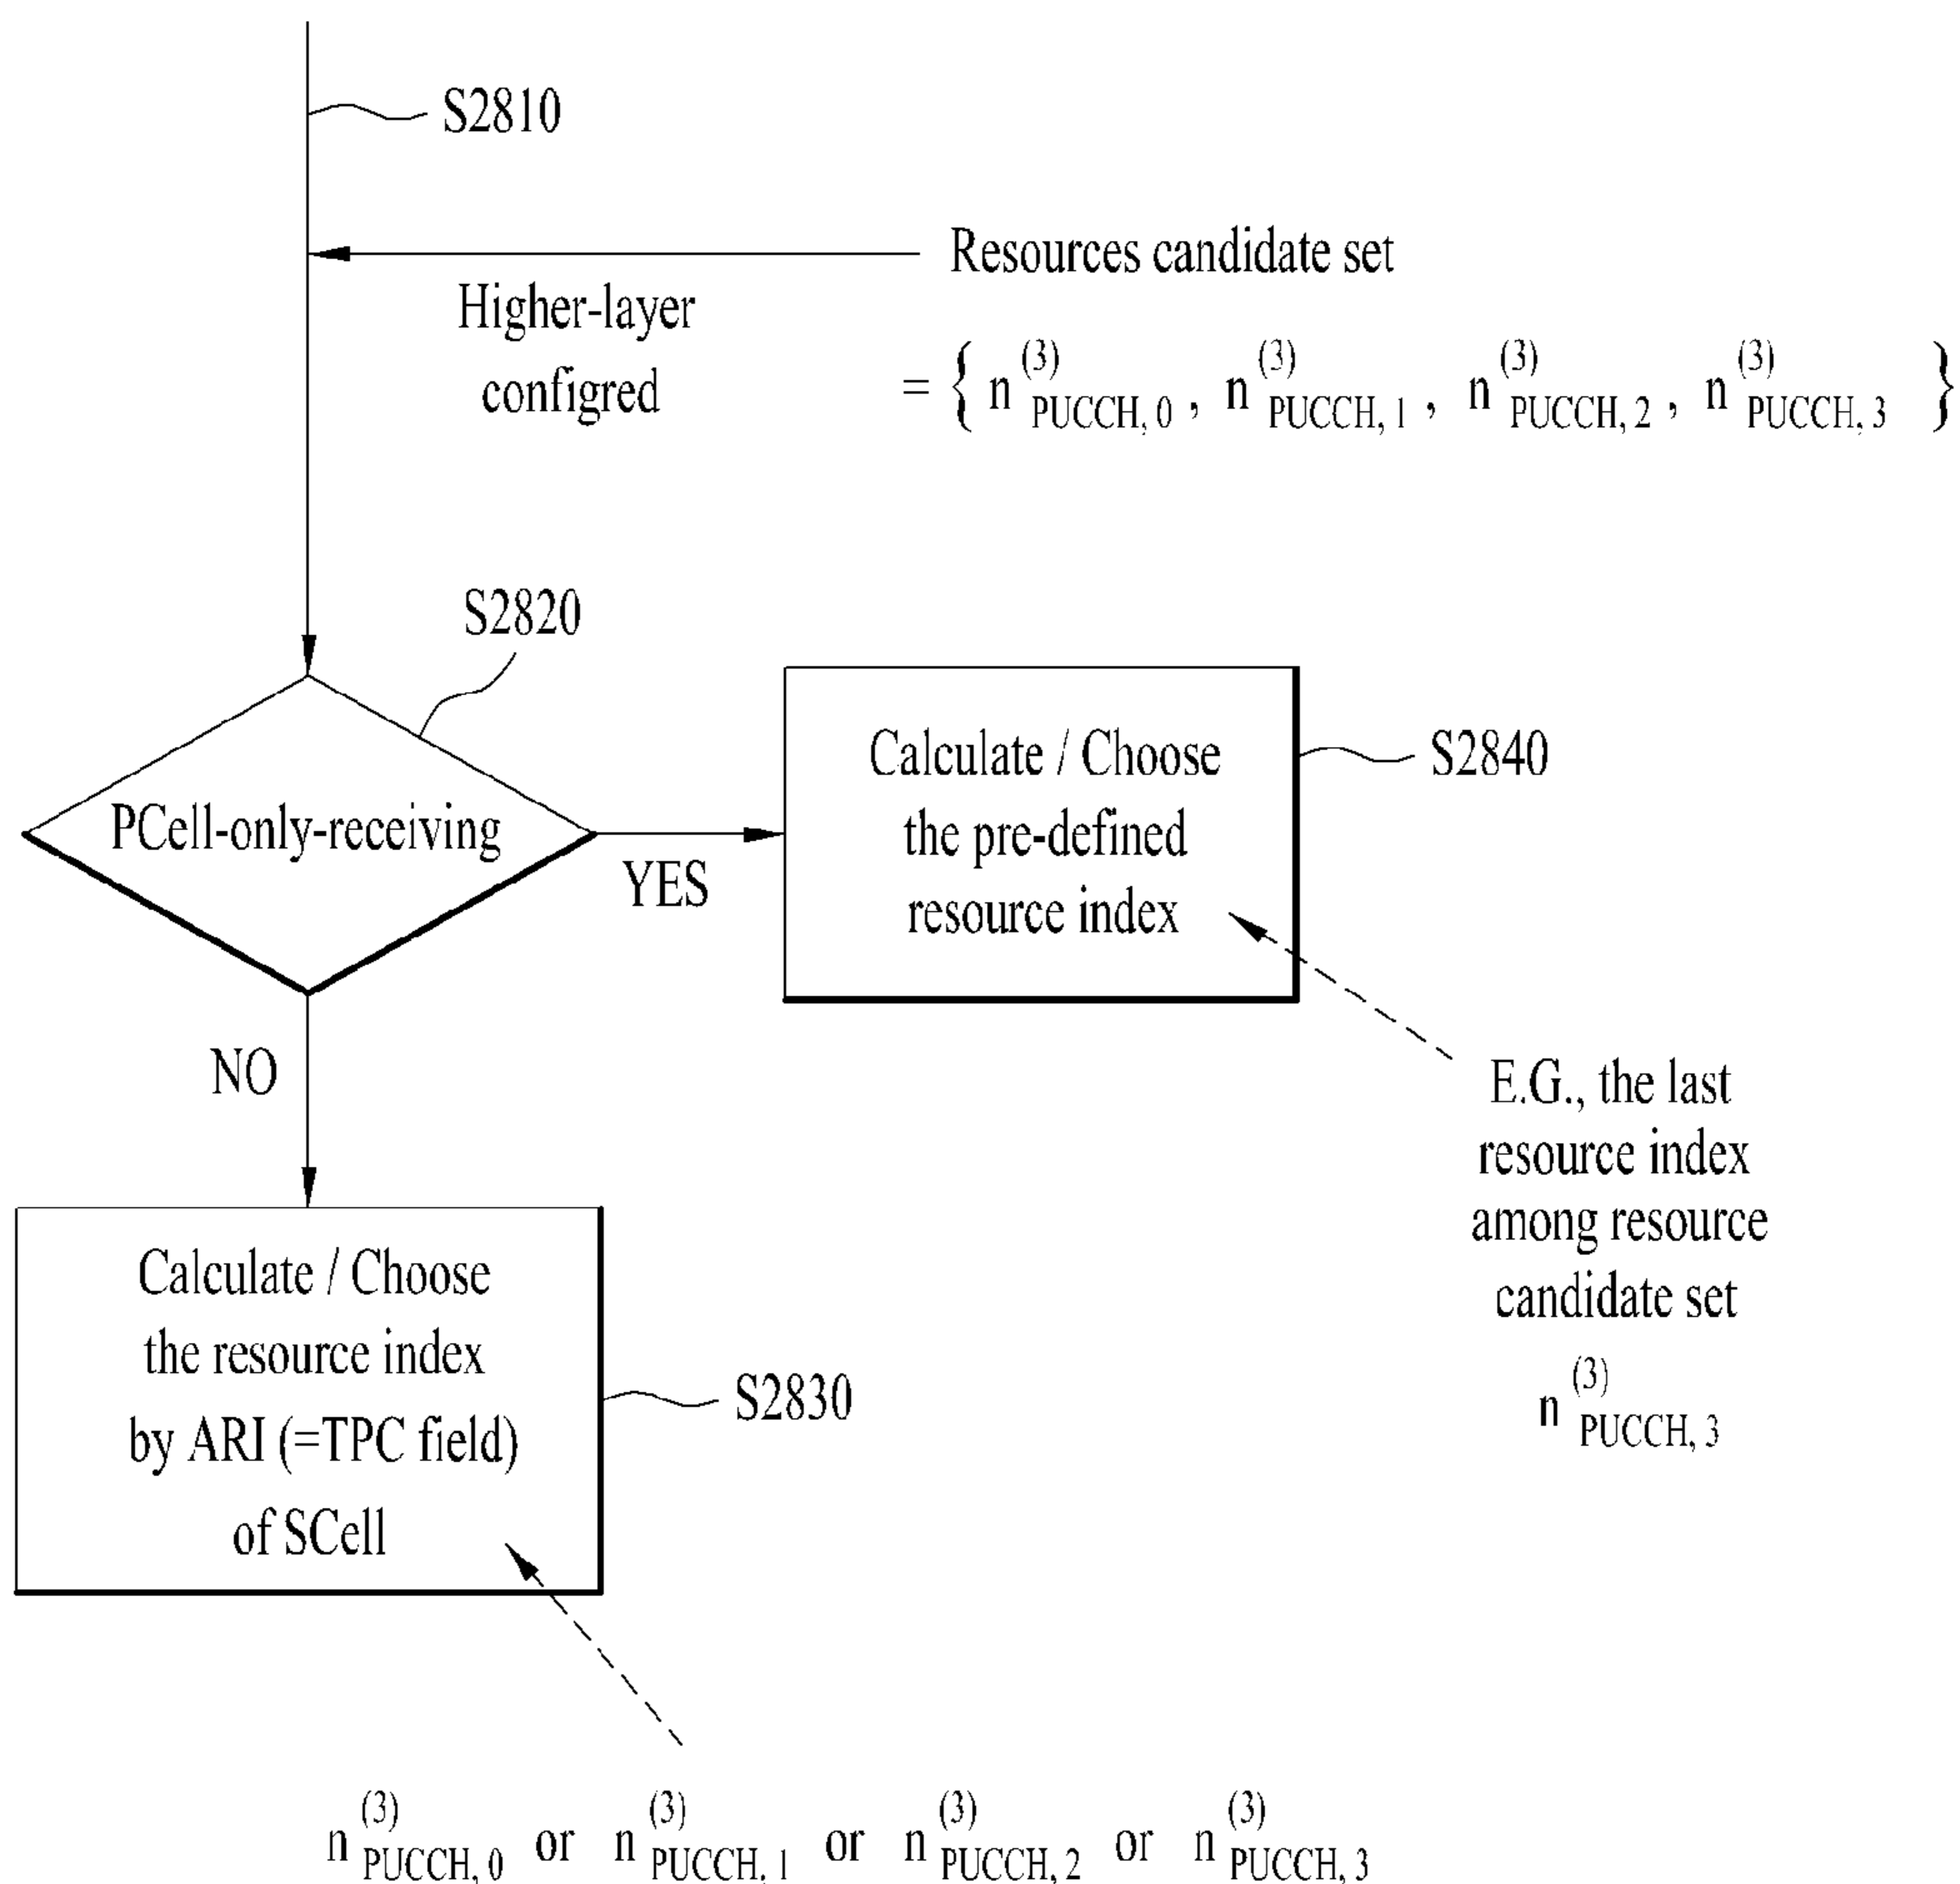 S2810
Resources candidate set
Higher-layer
configred
= { n^{(3)}_{PUCCH, 0} , n^{(3)}_{PUCCH, 1} , n^{(3)}_{PUCCH, 2} , n^{(3)}_{PUCCH, 3} }
S2820
PCell-only-receiving
YES
Calculate / Choose
the pre-defined
resource index
S2840
NO
E.G., the last
resource index
among resource
candidate set
n^{(3)}_{PUCCH, 3}
Calculate / Choose
the resource index
by ARI (=TPC field)
of SCell
S2830
n^{(3)}_{PUCCH, 0} or n^{(3)}_{PUCCH, 1} or n^{(3)}_{PUCCH, 2} or n^{(3)}_{PUCCH, 3}